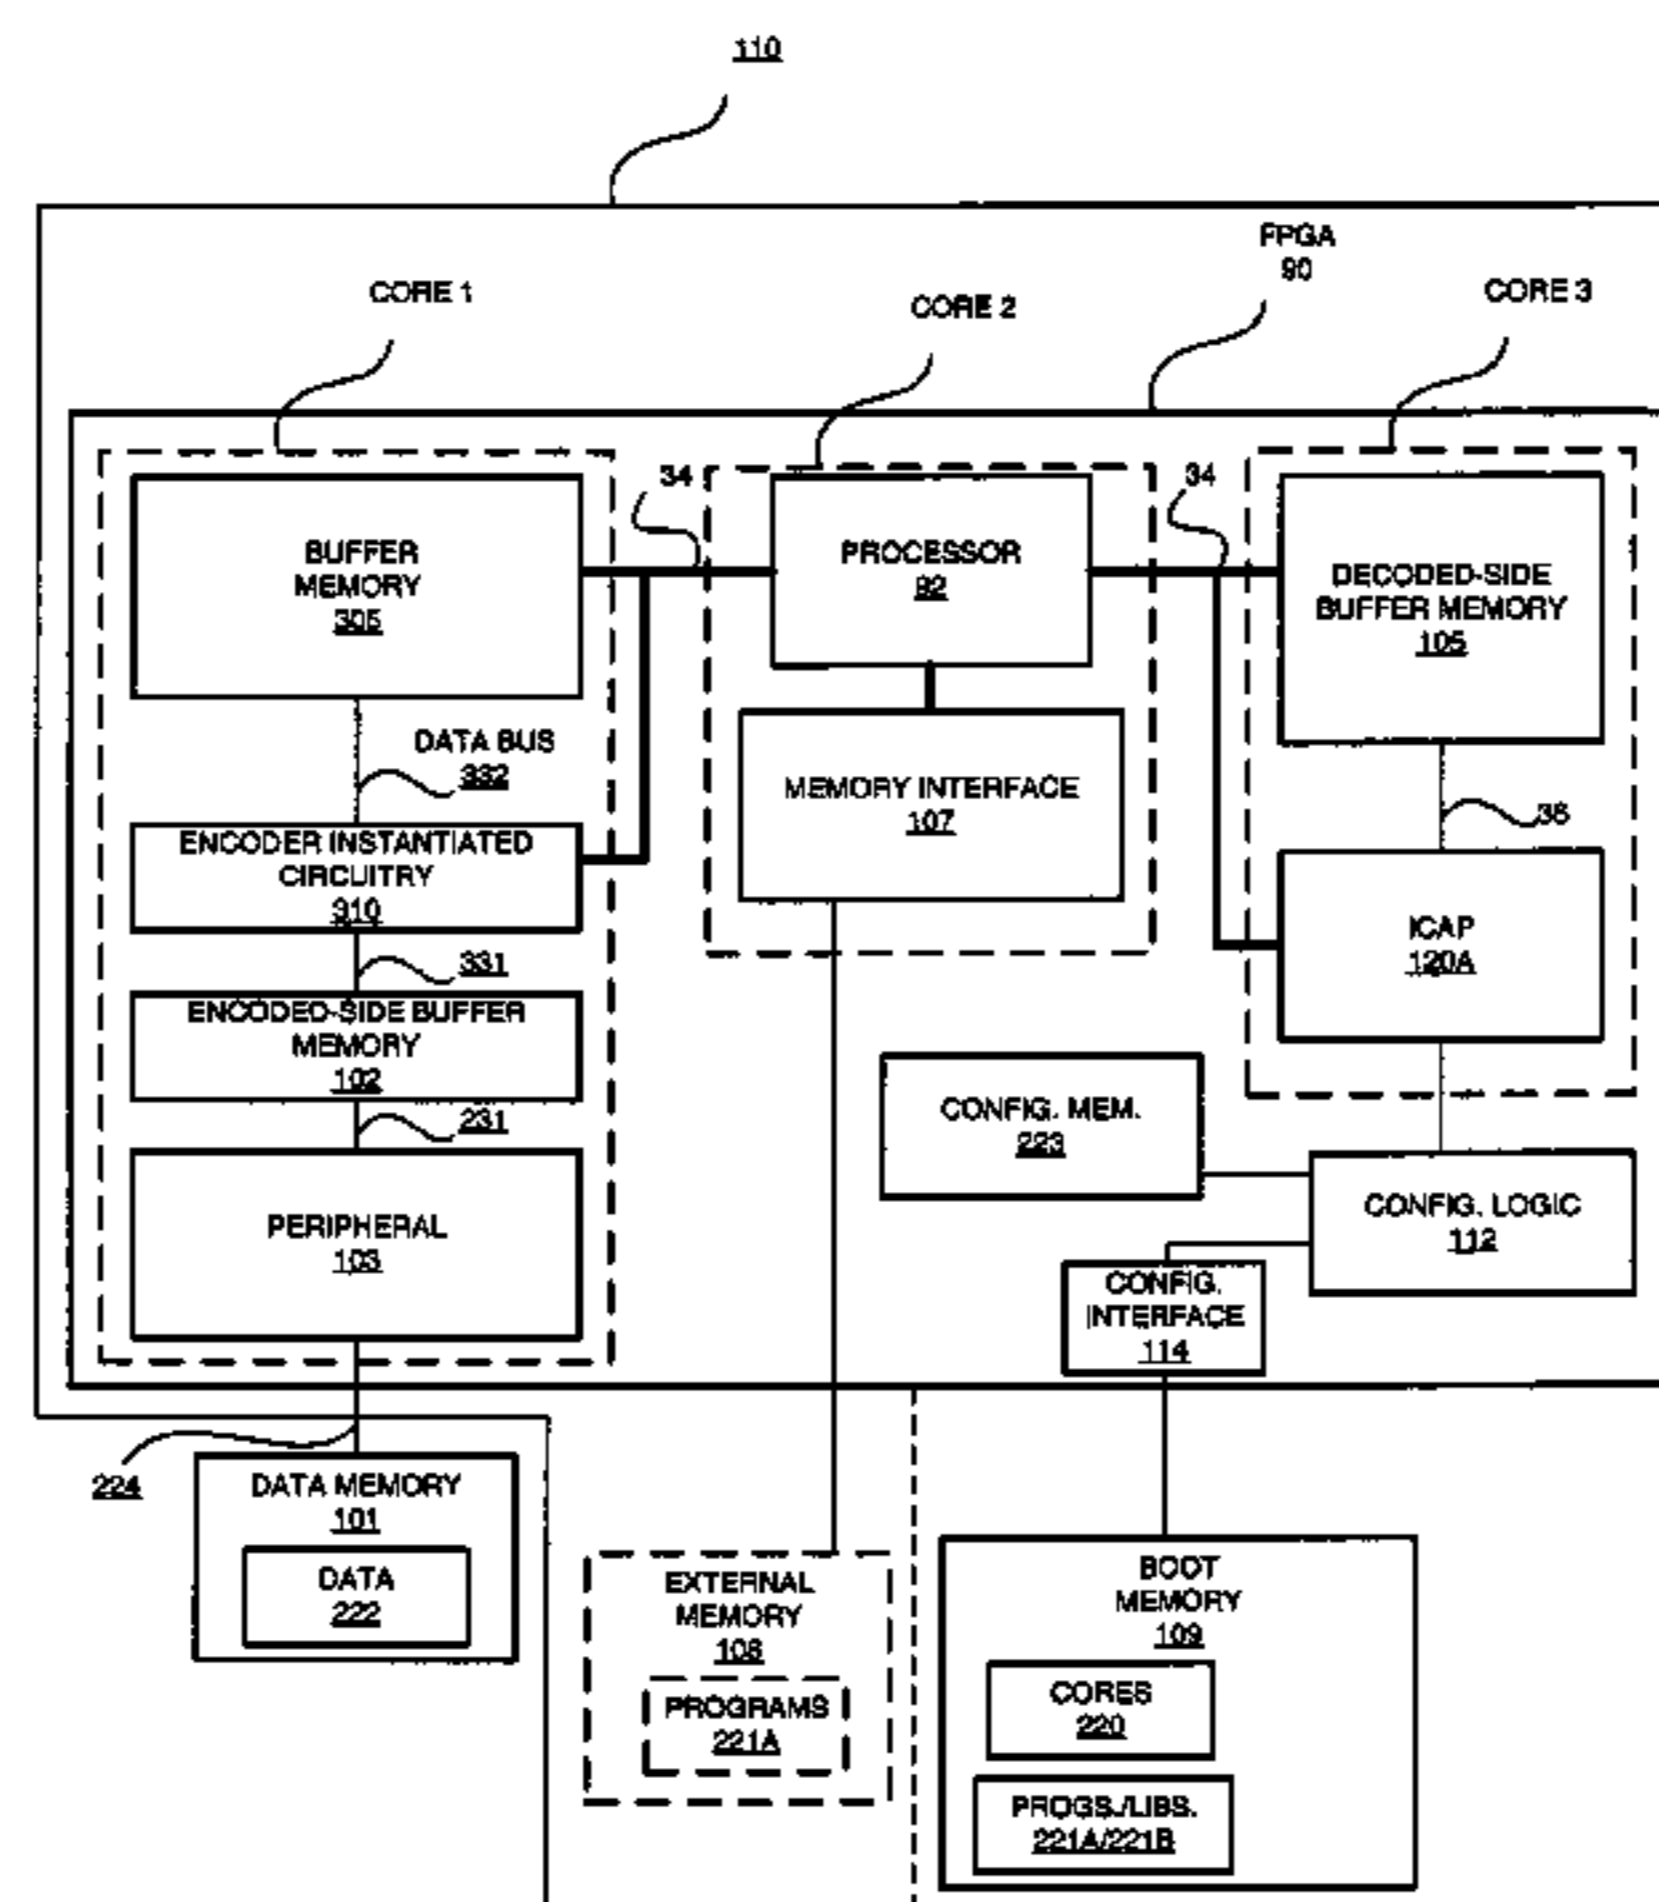 110
FPGA
90
CORE 1
CORE 2
CORE 3
34
34
BUFFER
MEMORY
305
PROCESSOR
92
DECODED-SIDE
BUFFER MEMORY
105
DATA BUS
332
MEMORY INTERFACE
107
36
ENCODER INSTANTIATED
CIRCUITRY
310
ICAP
120A
331
ENCODED-SIDE BUFFER
MEMORY
102
231
CONFIG. MEM.
223
PERIPHERAL
103
CONFIG. LOGIC
112
CONFIG.
INTERFACE
114
224
DATA MEMORY
101
DATA
222
EXTERNAL
MEMORY
108
PROGRAMS
221A
BOOT
MEMORY
109
CORES
220
PROGS./LIBS.
221A/221B